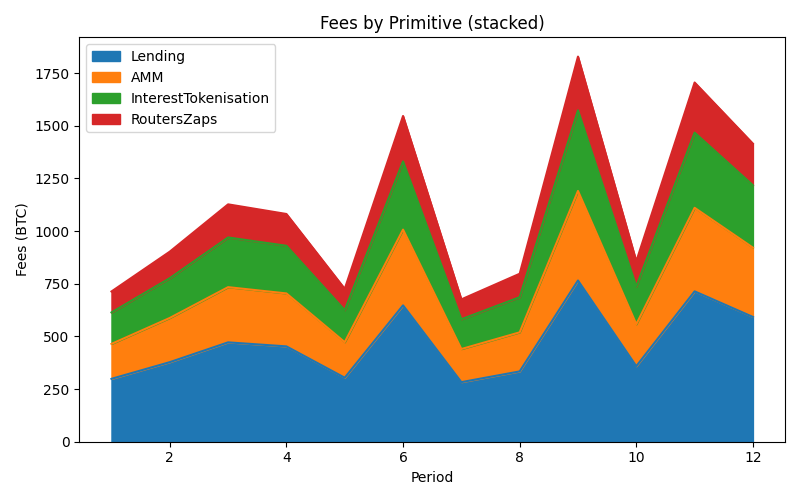 Fees by Primitive (stacked)
Lending
AMM
InterestTokenisation
RoutersZaps
Fees (BTC)
1750
1500
1250
1000
750
500
250
0
2 4 6 8 10 12
Period